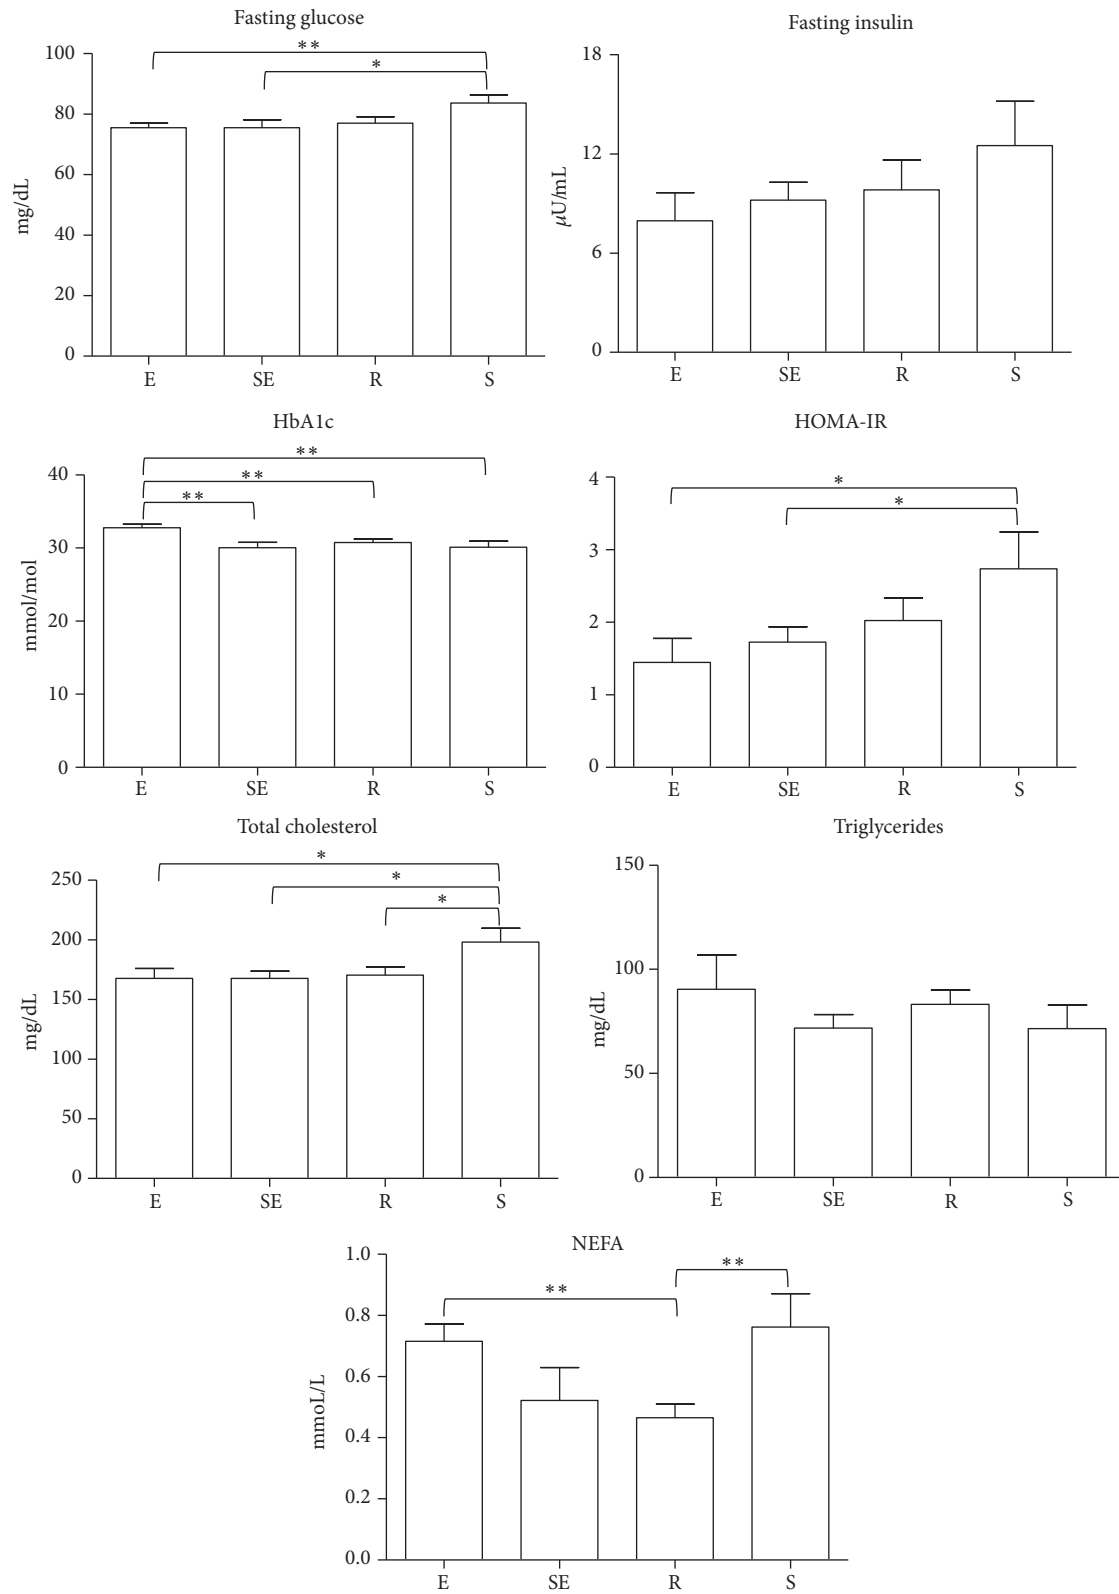 Fasting glucose
**
*
100
80
60
40
20
0
mg/dL
E SE R S
Fasting insulin
18
12
6
0
μU/mL
E SE R S
HbA1c
**
**
**
40
30
20
10
0
mmol/mol
E SE R S
HOMA-IR
*
*
4
3
2
1
0
E SE R S
Total cholesterol
*
*
*
250
200
150
100
50
0
mg/dL
E SE R S
Triglycerides
150
100
50
0
mg/dL
E SE R S
NEFA
**
**
1.0
0.8
0.6
0.4
0.2
0.0
mmoL/L
E SE R S